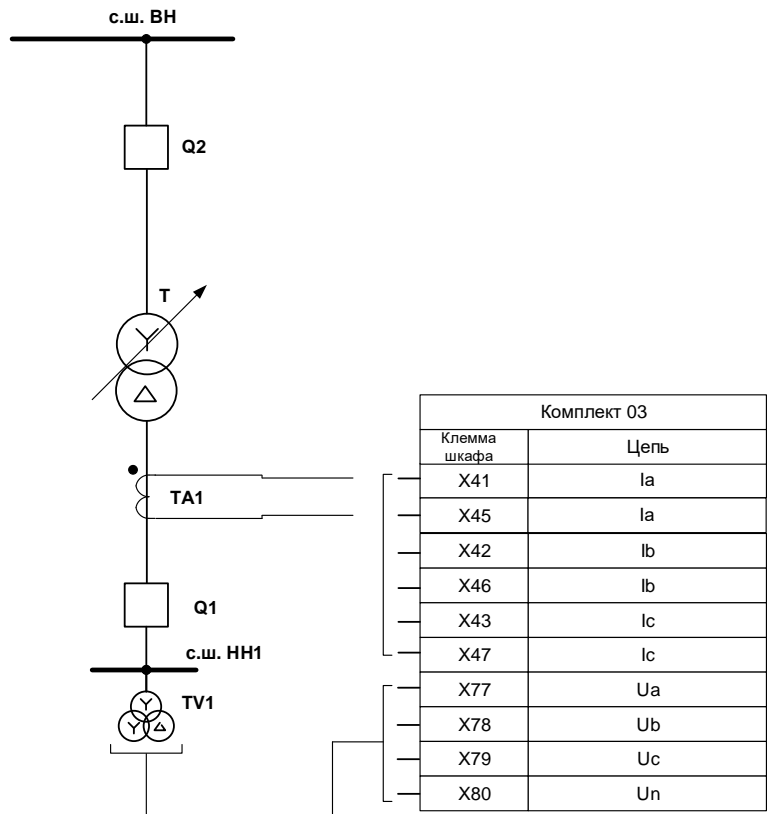 с.ш. ВН
Q2
T
TA1
Q1
с.ш. НН1
TV1
Комплект 03
Клемма шкафа
Цепь
X41 Ia
X45 Ia
X42 Ib
X46 Ib
X43 Ic
X47 Ic
X77 Ua
X78 Ub
X79 Uc
X80 Un